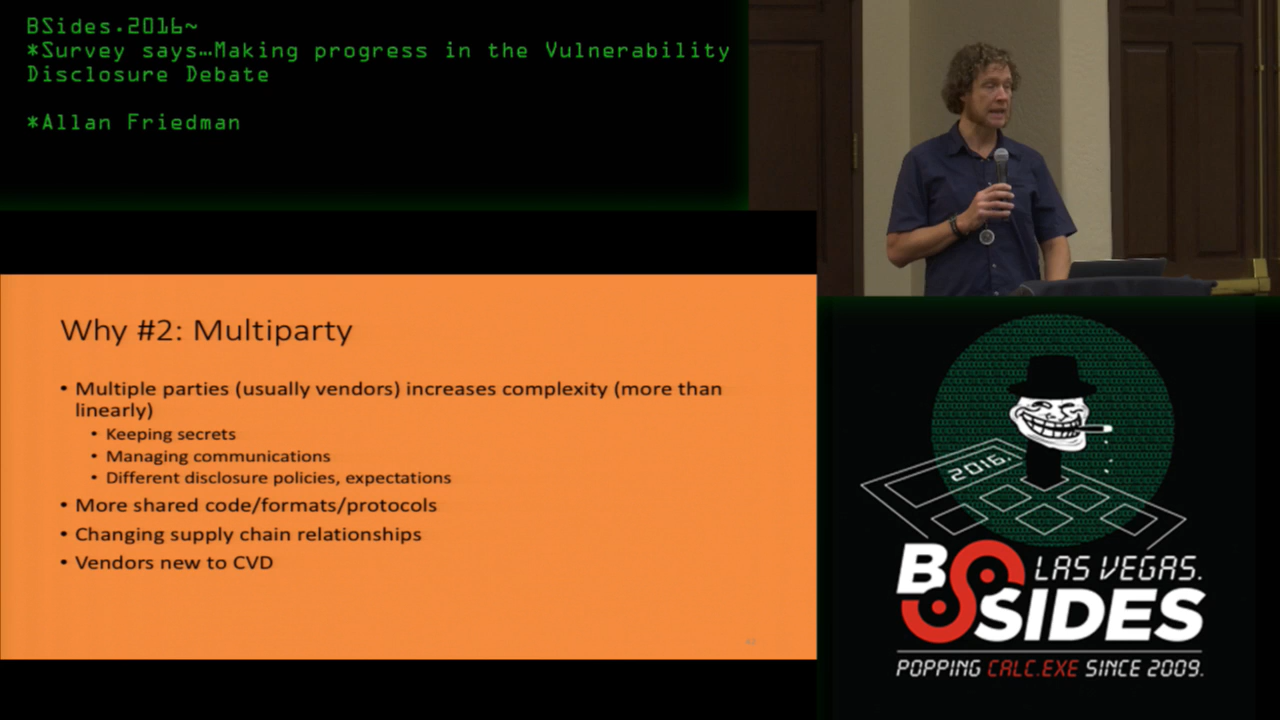 BSides.2016~
*Survey says…Making progress in the Vulnerability
Disclosure Debate
*Allan Friedman
Why #2: Multiparty
• Multiple parties (usually vendors) increases complexity (more than
linearly)
• Keeping secrets
• Managing communications
• Different disclosure policies, expectations
• More shared code/formats/protocols
• Changing supply chain relationships
• Vendors new to CVD
2016.
BSIDES
LAS VEGAS.
POPPING CALC.EXE SINCE 2009.